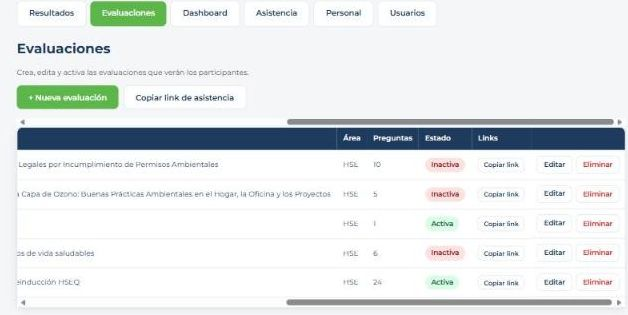 Resultados Evaluaciones Dashboard Asistencia Personal Usuarios
Evaluaciones
Crea, edita y activa las evaluaciones que verán los participantes.
+ Nueva evaluación Copiar link de asistencia
Área Preguntas Estado Links
Legales por Incumplimiento de Permisos Ambientales HSE 10 Inactiva Copiar link Editar Eliminar
a Capa de Ozono: Buenas Prácticas Ambientales en el Hogar, la Oficina y los Proyectos HSE 5 Inactiva Copiar link Editar Eliminar
HSE 1 Activa Copiar link Editar Eliminar
os de vida saludables HSE 6 Inactiva Copiar link Editar Eliminar
einducción HSEQ HSE 24 Activa Copiar link Editar Eliminar